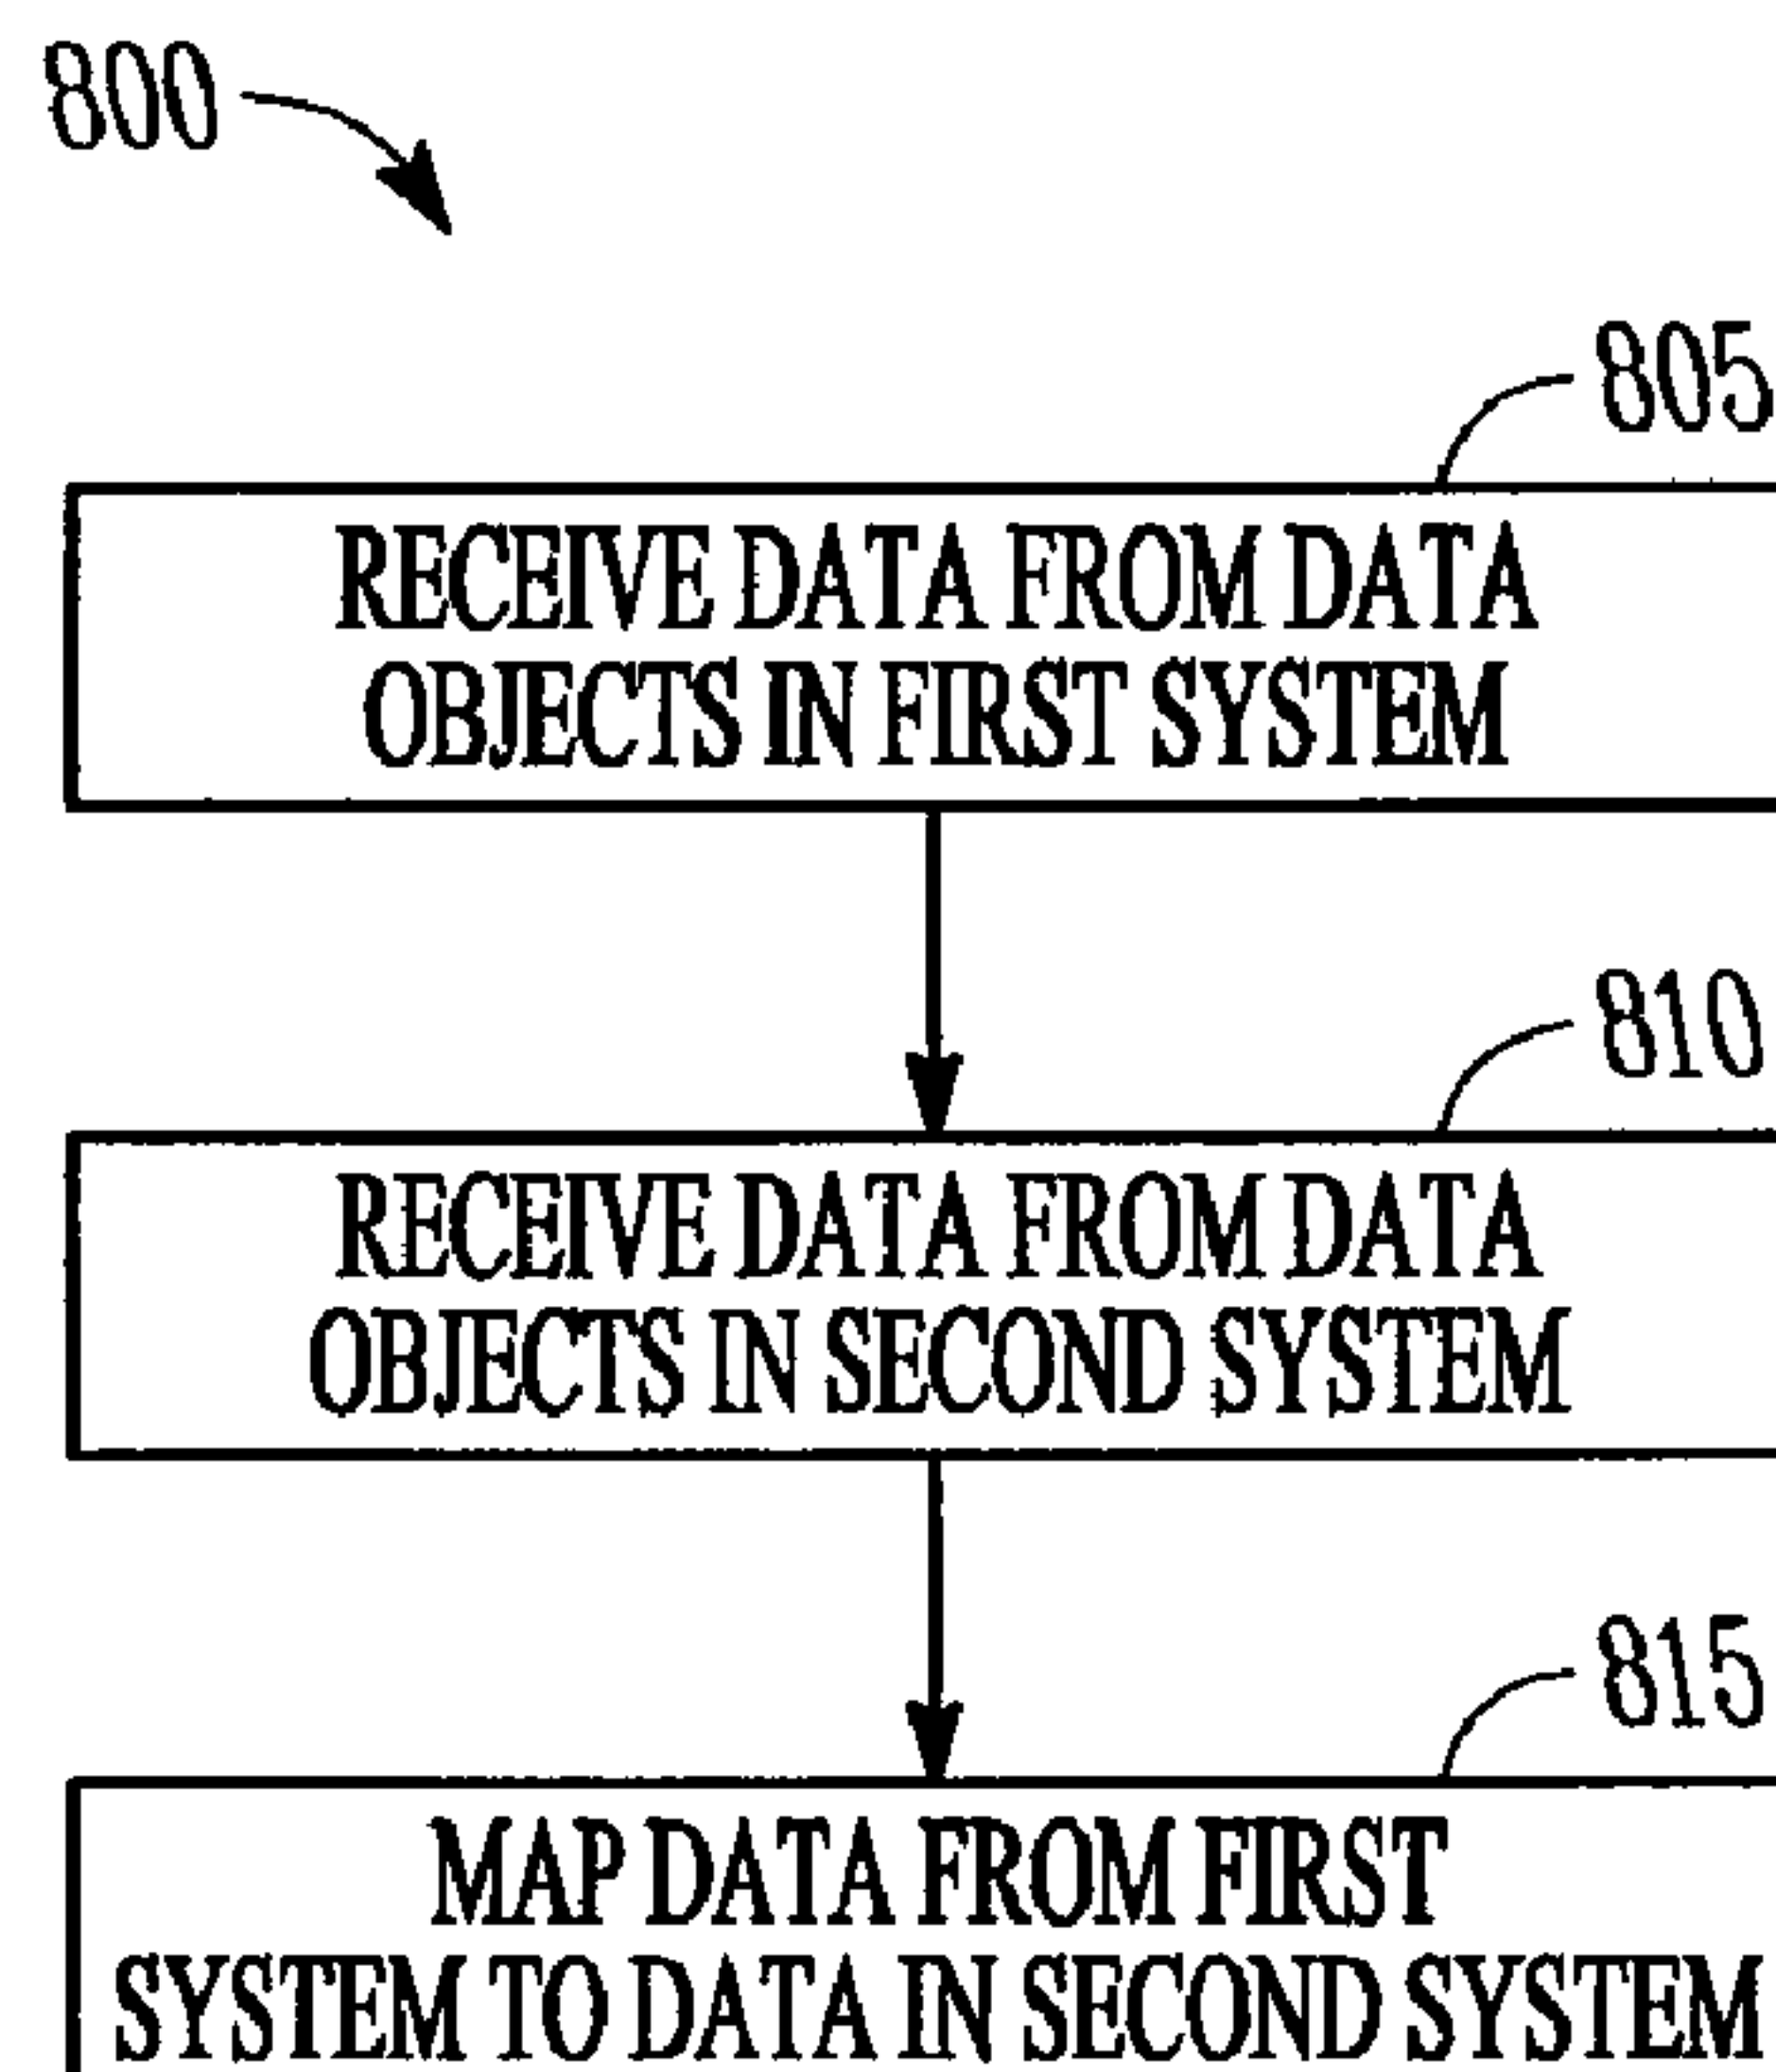 800
805
RECEIVE DATA FROM DATA
OBJECTS IN FIRST SYSTEM
810
RECEIVE DATA FROM DATA
OBJECTS IN SECOND SYSTEM
815
MAP DATA FROM FIRST
SYSTEM TO DATA IN SECOND SYSTEM